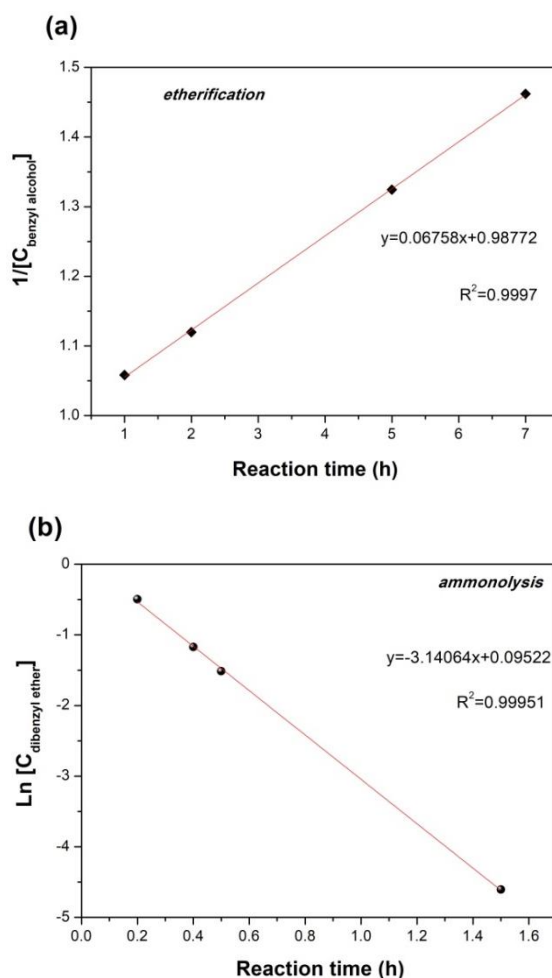 (a)
etherification
1.5
1.4
1.3
1.2
1.1
1.0
1/[C benzyl alcohol]
y=0.06758x+0.98772
R²=0.9997
1 2 3 4 5 6 7
Reaction time (h)
(b)
ammonolysis
0
-1
-2
-3
-4
-5
Ln [C dibenzyl ether]
y=-3.14064x+0.09522
R²=0.99951
0.0 0.2 0.4 0.6 0.8 1.0 1.2 1.4 1.6
Reaction time (h)